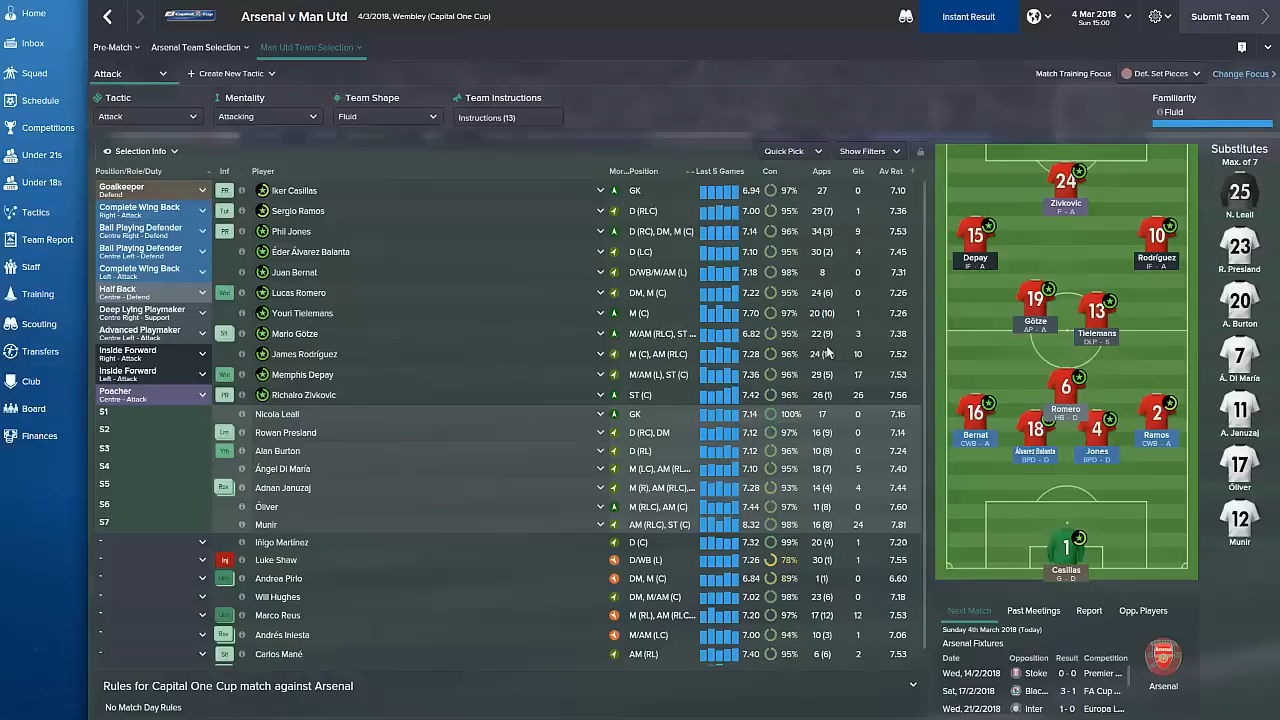 Home
Inbox
Squad
Schedule
Competitions
Under 21s
Under 18s
Tactics
Team Report
Staff
Training
Scouting
Transfers
Club
Board
Finances
Arsenal v Man Utd 4/3/2018, Wembley (Capital One Cup) Instant Result 4 Mar 2018 Sun 15:00 Submit Team
Pre-Match Arsenal Team Selection Man Utd Team Selection
Attack Create New Tactic Match Training Focus Def. Set Pieces Change Focus
Tactic Mentality Team Shape Team Instructions Familiarity
Attack Attacking Fluid Instructions (13) Fluid
Selection Info Quick Pick Show Filters
Position/Role/Duty Inf Player Mor... Role/Duty Last 5 Games Con Apps Gls Av Rat
Goalkeeper Defend PR Iker Casillas GK 6.94 97% 27 0 7.10
Complete Wing Back Right - Attack Tut Sergio Ramos D (RLC) 7.00 95% 29 (7) 1 7.36
Ball Playing Defender Centre Right - Defend PR Phil Jones D (RC), DM, M (C) 7.14 96% 34 (3) 9 7.53
Ball Playing Defender Centre Left - Defend Éder Álvarez Balanta D (LC) 7.10 95% 30 (2) 4 7.45
Complete Wing Back Left - Attack Juan Bernat D/WB/M/AM (L) 7.18 98% 8 0 7.31
Half Back Centre - Defend Wnt Lucas Romero DM, M (C) 7.22 95% 24 (6) 0 7.26
Deep Lying Playmaker Centre Right - Support Youri Tielemans M (C) 7.70 97% 20 (10) 1 7.26
Advanced Playmaker Centre Left - Attack Slt Mario Götze M/AM (RLC), ST ... 6.82 95% 22 (9) 3 7.38
Inside Forward Right - Attack James Rodríguez M (C), AM (RLC) 7.28 96% 24 10 7.52
Inside Forward Left - Attack Wnt Memphis Depay M/AM (L), ST (C) 7.36 96% 29 (5) 17 7.53
Poacher Centre - Attack PR Richairo Zivkovic ST (C) 7.42 96% 26 (1) 26 7.56
S1 Nicola Leali GK 7.14 100% 17 0 7.16
S2 Lrn Rowan Presland D (RC), DM 7.12 97% 16 (9) 0 7.14
S3 Yth Alan Burton D (RL) 7.12 96% 10 (8) 0 7.24
S4 Ángel Di María M (LC), AM (RL... 7.10 95% 18 (7) 5 7.40
S5 Rsv Adnan Januzaj M (R), AM (RLC),... 7.28 93% 14 (4) 4 7.44
S6 Óliver M (RLC), AM (C) 7.44 97% 11 (8) 0 7.60
S7 Munir AM (RLC), ST (C) 8.32 98% 16 (8) 24 7.81
- Iñigo Martínez D (C) 7.32 99% 20 (4) 1 7.20
- Inj Luke Shaw D/WB (L) 7.26 78% 30 (1) 1 7.55
- Andrea Pirlo DM, M (C) 6.84 89% 1 (1) 0 6.60
- Will Hughes DM, M/AM (C) 7.02 98% 23 (6) 0 7.18
- Marco Reus M (RL), AM (RLC... 7.20 97% 17 (12) 12 7.53
- Rsv Andrés Iniesta M/AM (LC) 7.00 94% 10 (3) 1 7.06
- Slt Carlos Mané AM (RL) 7.40 95% 6 (6) 2 7.53
Rules for Capital One Cup match against Arsenal
No Match Day Rules
24
Zivkovic
P - A
15 10
Depay Rodríguez
IF - A IF - A
19 13
Götze Tielemans
AP - A DLP - S
6
Romero
HB - D
16 18 4 2
Bernat Álvarez Balanta Jones Ramos
CWB - A BPD - D BPD - D CWB - A
1
Casillas
G - D
Substitutes
Max. of 7
25
N. Leali
23
R. Presland
20
A. Burton
7
Á. Di María
11
A. Januzaj
17
Óliver
12
Munir
Next Match Past Meetings Report Opp. Players
Sunday 4th March 2018 (Today)
Arsenal Fixtures
Date Opposition Result Competition
Wed, 14/2/2018 Stoke 0-0 Premier ...
Sat, 17/2/2018 Blac... 3-1 FA Cup ...
Wed, 21/2/2018 Inter 1-0 Europa L...
Arsenal